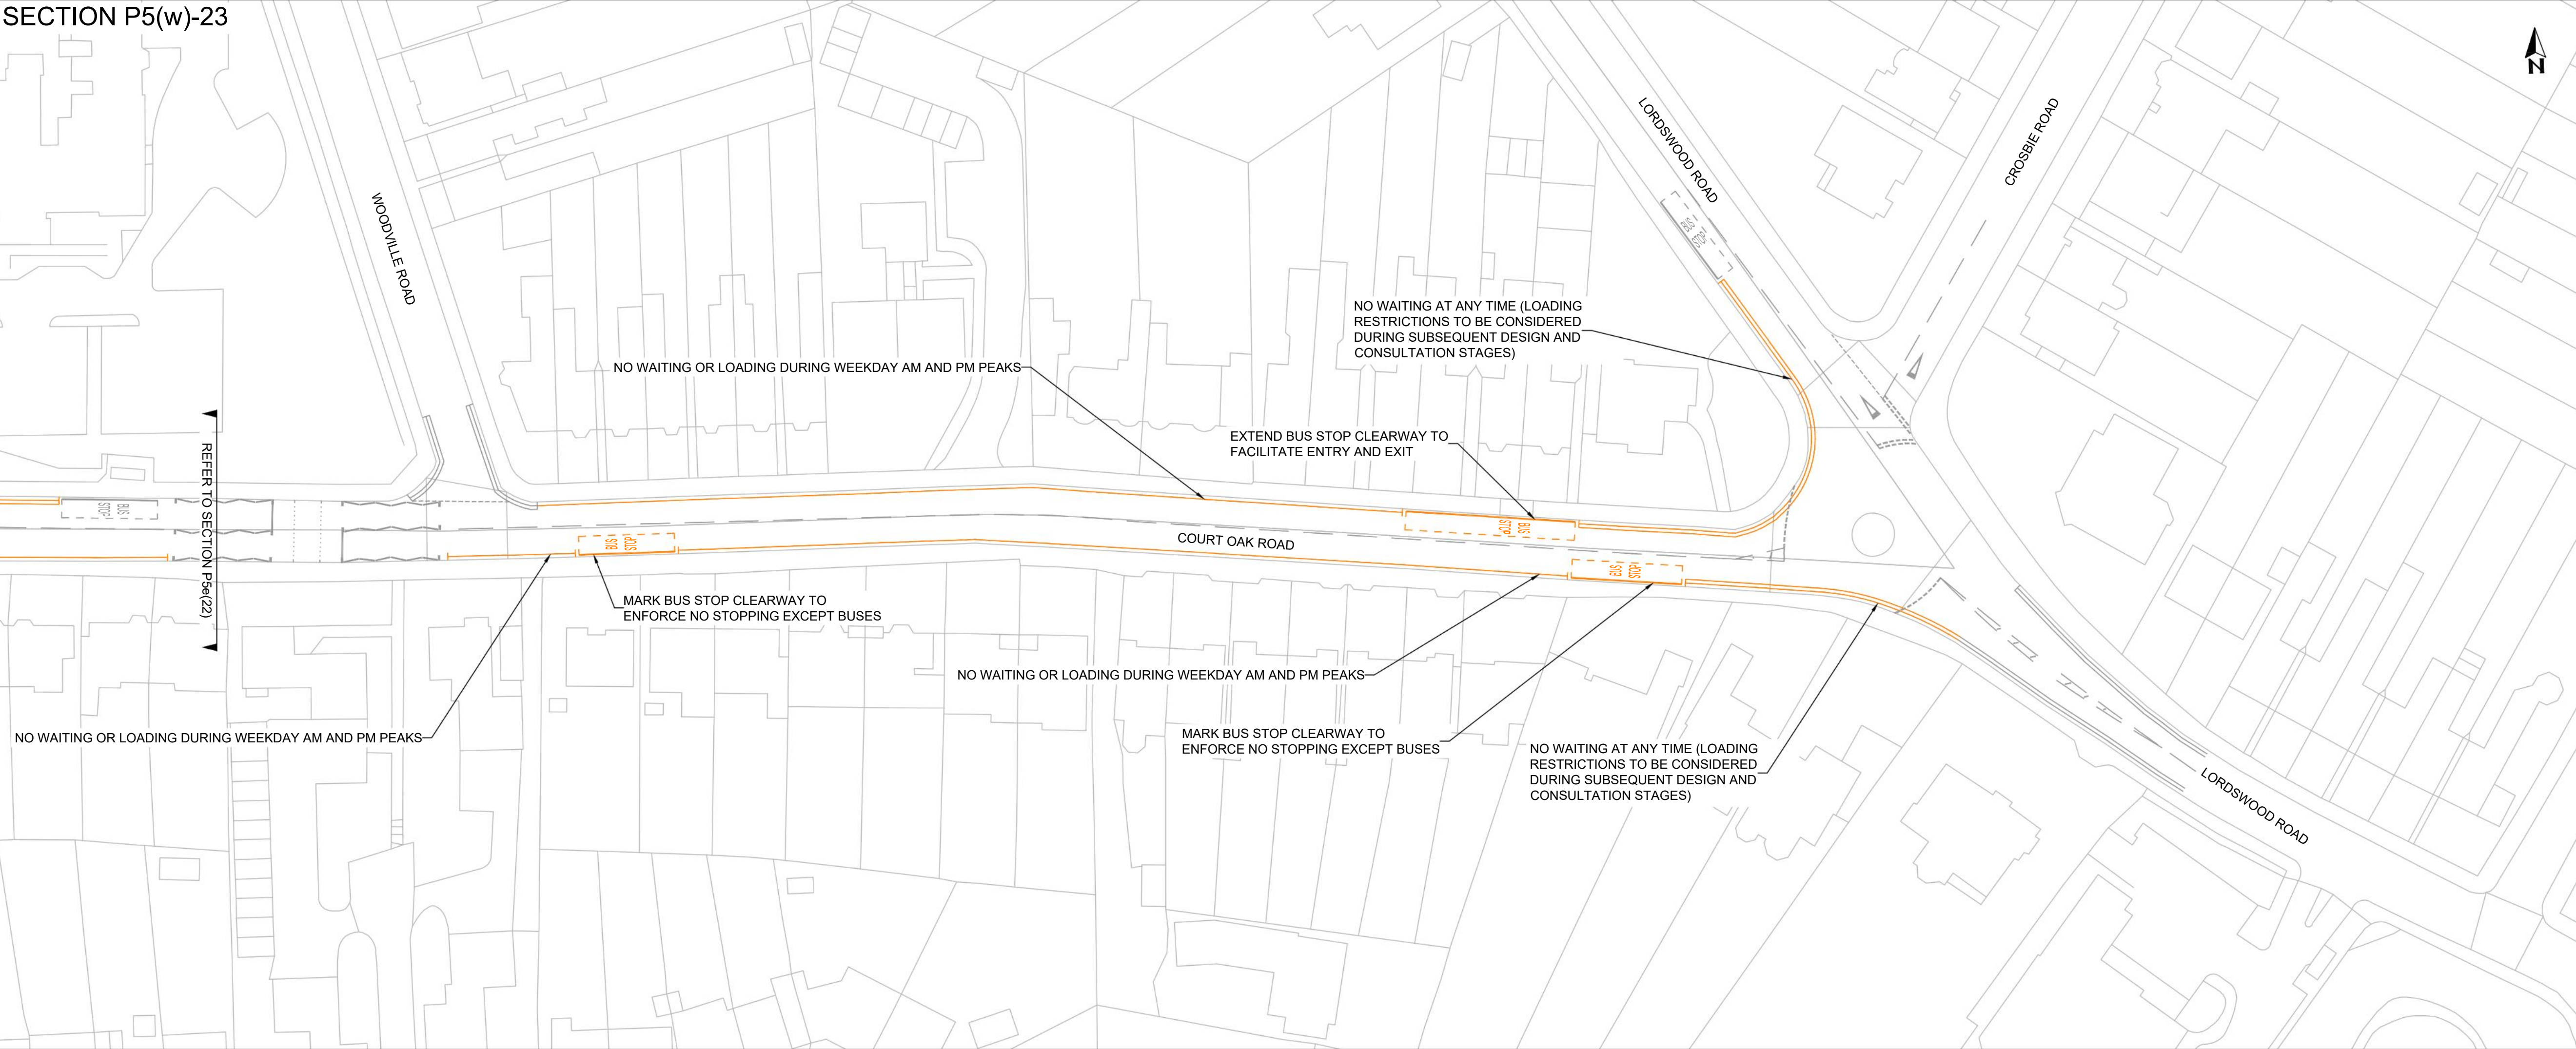 SECTION P5(w)-23
N
LORDSWOOD ROAD
CROSBIE ROAD
WOODVILLE ROAD
BUS
STOP
NO WAITING AT ANY TIME (LOADING
RESTRICTIONS TO BE CONSIDERED
DURING SUBSEQUENT DESIGN AND
CONSULTATION STAGES)
NO WAITING OR LOADING DURING WEEKDAY AM AND PM PEAKS
EXTEND BUS STOP CLEARWAY TO
FACILITATE ENTRY AND EXIT
REFER TO SECTION P5e(22)
BUS
STOP
BUS
STOP
BUS
STOP
COURT OAK ROAD
BUS
STOP
MARK BUS STOP CLEARWAY TO
ENFORCE NO STOPPING EXCEPT BUSES
NO WAITING OR LOADING DURING WEEKDAY AM AND PM PEAKS
NO WAITING OR LOADING DURING WEEKDAY AM AND PM PEAKS
MARK BUS STOP CLEARWAY TO
ENFORCE NO STOPPING EXCEPT BUSES
NO WAITING AT ANY TIME (LOADING
RESTRICTIONS TO BE CONSIDERED
DURING SUBSEQUENT DESIGN AND
CONSULTATION STAGES)
LORDSWOOD ROAD